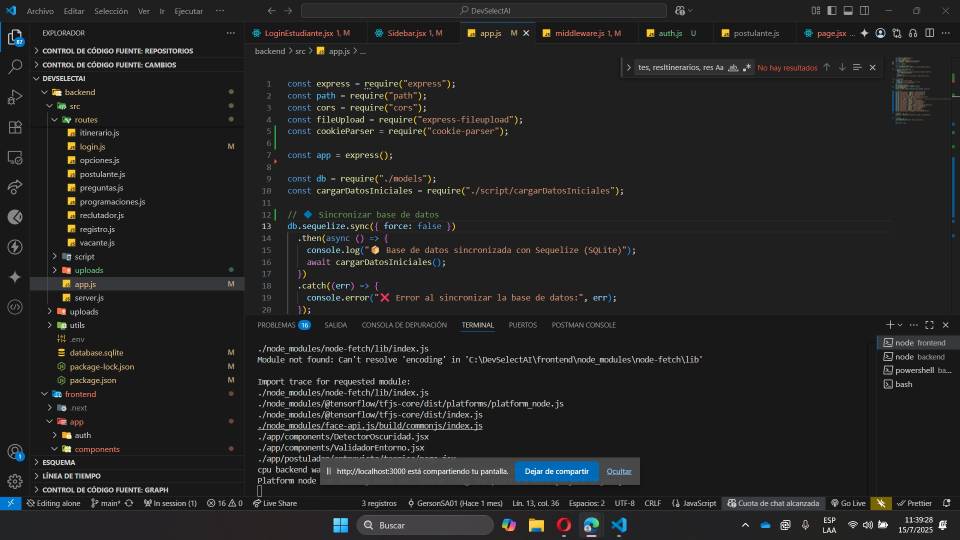 Archivo Editar Selección Ver Ir Ejecutar ... DevSelectAI
EXPLORADOR ...
LoginEstudiante.jsx 1, M Sidebar.jsx 1, M app.js M middleware.js 1, M auth.js U postulante.js page.jsx ...
CONTROL DE CÓDIGO FUENTE: REPOSITORIOS
CONTROL DE CÓDIGO FUENTE: CAMBIOS
DEVSELECTAI
backend
src
routes
itinerario.js
login.js M
opciones.js
postulante.js
preguntas.js
programaciones.js
reclutador.js
registro.js
vacante.js
script
uploads
app.js M
server.js
uploads
utils
.env
database.sqlite M
package-lock.json M
package.json M
frontend
.next
app
auth
components
ESQUEMA
LÍNEA DE TIEMPO
CONTROL DE CÓDIGO FUENTE: GRAPH
87
1
backend > src > app.js > ...
tes, resItinerarios, res Aa ab .* No hay resultados
1 const express = require("express");
2 const path = require("path");
3 const cors = require("cors");
4 const fileUpload = require("express-fileupload");
5 const cookieParser = require("cookie-parser");
6
7 const app = express();
8
9 const db = require("./models");
10 const cargarDatosIniciales = require("./script/cargarDatosIniciales");
11
12 // 🔹 Sincronizar base de datos
13 db.sequelize.sync({ force: false })
14 .then(async () => {
15 console.log("📦 Base de datos sincronizada con Sequelize (SQLite)");
16 await cargarDatosIniciales();
17 })
18 .catch((err) => {
19 console.error("❌ Error al sincronizar la base de datos:", err);
20 });
PROBLEMAS 16 SALIDA CONSOLA DE DEPURACIÓN TERMINAL PUERTOS POSTMAN CONSOLE
./node_modules/node-fetch/lib/index.js
Module not found: Can't resolve 'encoding' in 'C:\DevSelectAI\frontend\node_modules\node-fetch\lib'
Import trace for requested module:
./node_modules/node-fetch/lib/index.js
./node_modules/@tensorflow/tfjs-core/dist/platforms/platform_node.js
./node_modules/@tensorflow/tfjs-core/dist/index.js
./node_modules/face-api.js/build/commonjs/index.js
./app/components/DetectorOscuridad.jsx
./app/components/ValidadorEntorno.jsx
cpu backend wa
Platform node
node frontend
node backend
powershell ba...
bash
http://localhost:3000 está compartiendo tu pantalla. Dejar de compartir Ocultar
Editing alone main* In session (1) 16 0 Live Share 3 registros GersonSA01 (Hace 1 mes) Lín. 13, col. 36 Espacios: 2 UTF-8 CRLF JavaScript Cuota de chat alcanzada Go Live Prettier
Buscar
ESP
LAA
11:39:28
15/7/2025